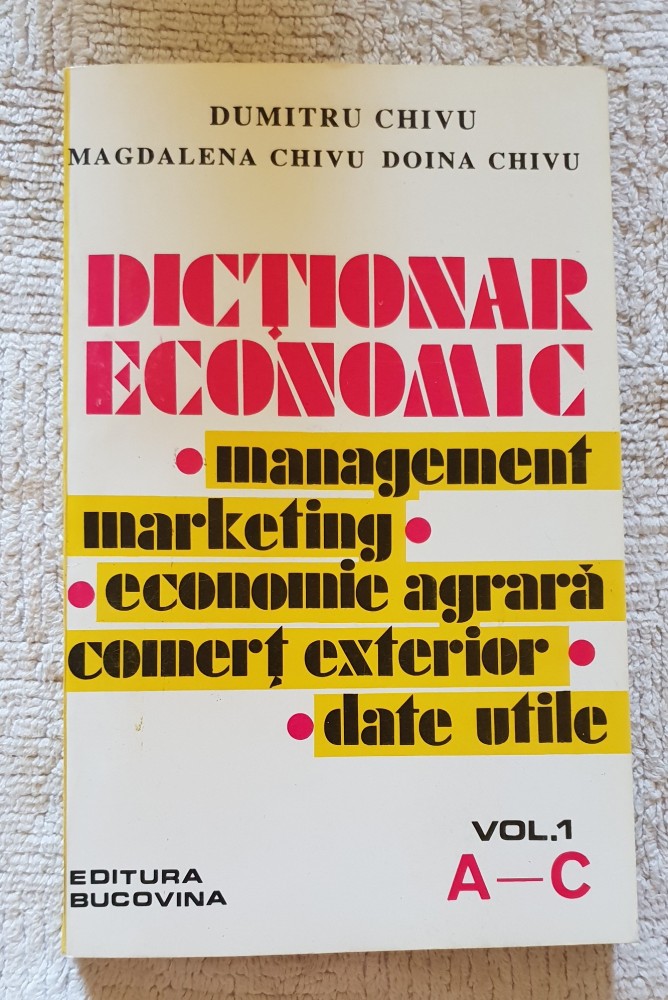 DUMITRU CHIVU
MAGDALENA CHIVU DOINA CHIVU
DICȚIONAR
ECONOMIC
• management
marketing •
• economie agrară
comerț exterior •
• date utile
VOL.1
A—C
EDITURA
BUCOVINA